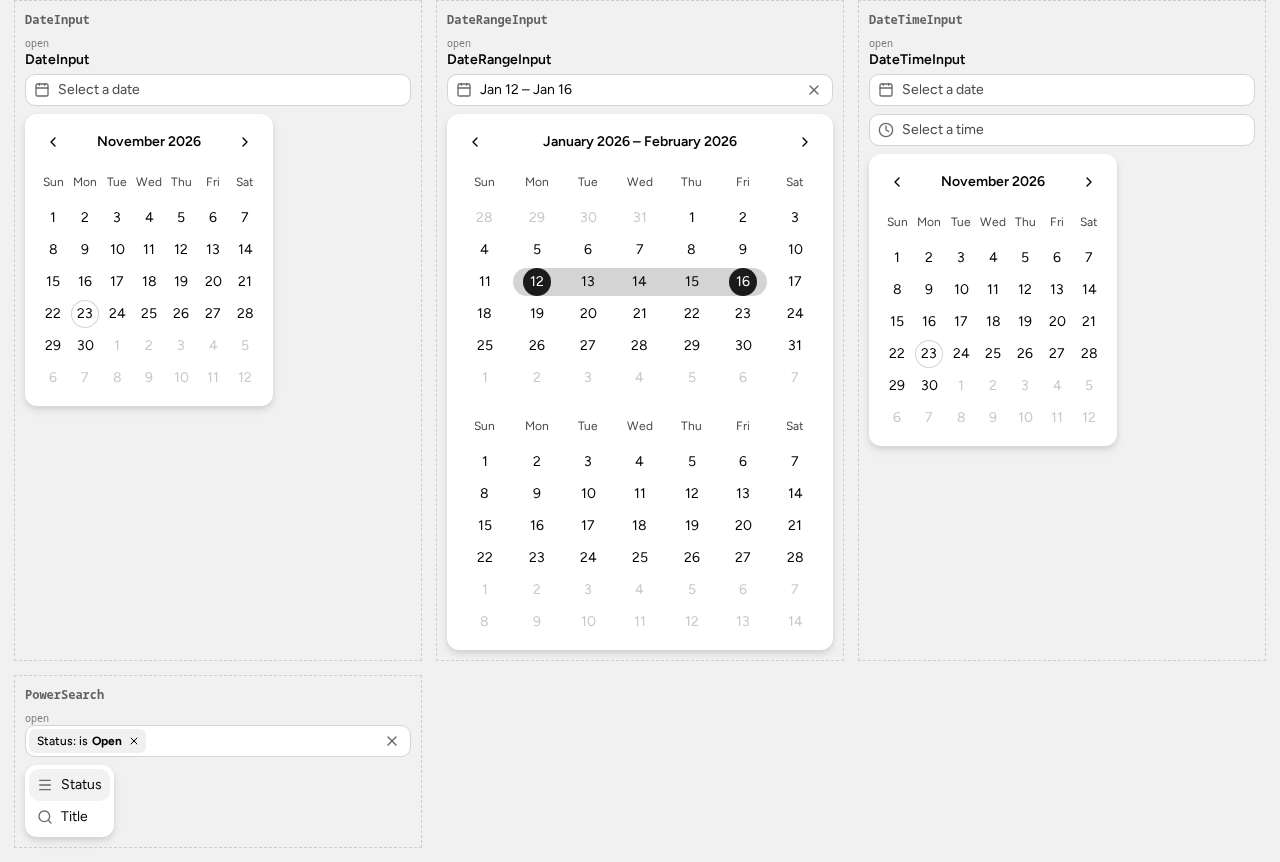 DateInput
open
DateInput
Select a date
November 2026
Sun Mon Tue Wed Thu Fri Sat
1 2 3 4 5 6 7
8 9 10 11 12 13 14
15 16 17 18 19 20 21
22 23 24 25 26 27 28
29 30 1 2 3 4 5
6 7 8 9 10 11 12
DateRangeInput
open
DateRangeInput
Jan 12 – Jan 16
January 2026 – February 2026
Sun Mon Tue Wed Thu Fri Sat
28 29 30 31 1 2 3
4 5 6 7 8 9 10
11 12 13 14 15 16 17
18 19 20 21 22 23 24
25 26 27 28 29 30 31
1 2 3 4 5 6 7
Sun Mon Tue Wed Thu Fri Sat
1 2 3 4 5 6 7
8 9 10 11 12 13 14
15 16 17 18 19 20 21
22 23 24 25 26 27 28
1 2 3 4 5 6 7
8 9 10 11 12 13 14
DateTimeInput
open
DateTimeInput
Select a date
Select a time
November 2026
Sun Mon Tue Wed Thu Fri Sat
1 2 3 4 5 6 7
8 9 10 11 12 13 14
15 16 17 18 19 20 21
22 23 24 25 26 27 28
29 30 1 2 3 4 5
6 7 8 9 10 11 12
PowerSearch
open
Status: is Open
Status
Title